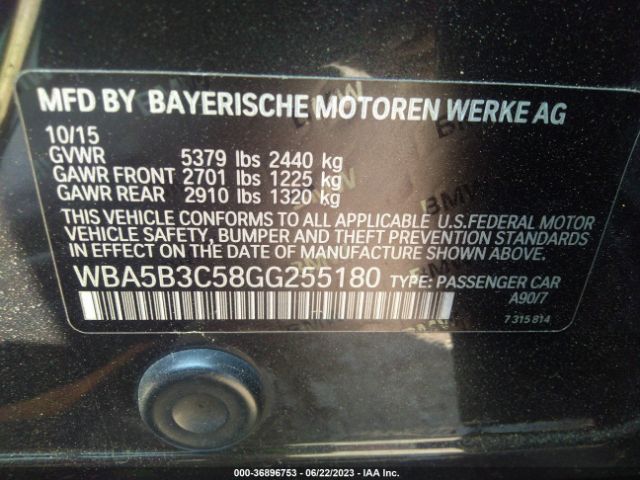 MFD BY BAYERISCHE MOTOREN WERKE AG
10/15
GVWR 5379 lbs 2440 kg
GAWR FRONT 2701 lbs 1225 kg
GAWR REAR 2910 lbs 1320 kg
THIS VEHICLE CONFORMS TO ALL APPLICABLE U.S.FEDERAL MOTOR
VEHICLE SAFETY, BUMPER AND THEFT PREVENTION STANDARDS
IN EFFECT ON THE DATE OF MANUFACTURE SHOWN ABOVE.
WBA5B3C58GG255180 TYPE: PASSENGER CAR
A90/7
7315814
000-36896753 - 06/22/2023 - IAA Inc.